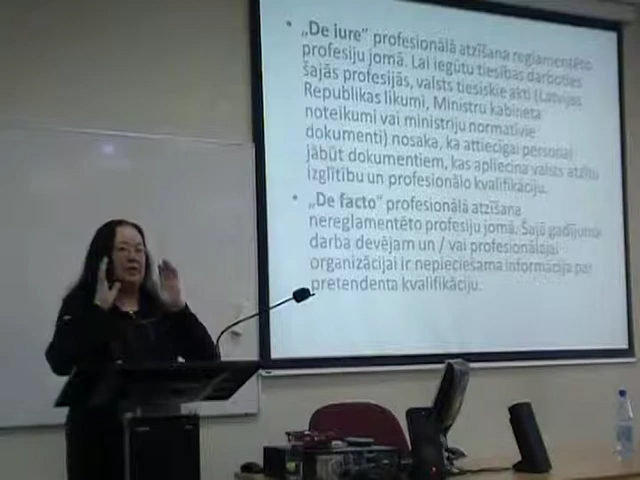 „De iure” profesionālā atzīšana reglamentēto
profesiju jomā. Lai iegūtu tiesības darboties
šajās profesijās, valsts tiesiskie akti (Latvijas
Republikas likumi, Ministru kabineta
noteikumi vai ministriju normatīvie
dokumenti) nosaka, ka attiecīgai personai
jābūt dokumentiem, kas apliecina valsts atzītu
izglītību un profesionālo kvalifikāciju.
„De facto” profesionālā atzīšana
nereglamentēto profesiju jomā. Šajā gadījumā
darba devējam un / vai profesionālajai
organizācijai ir nepieciešama informācija par
pretendenta kvalifikāciju.